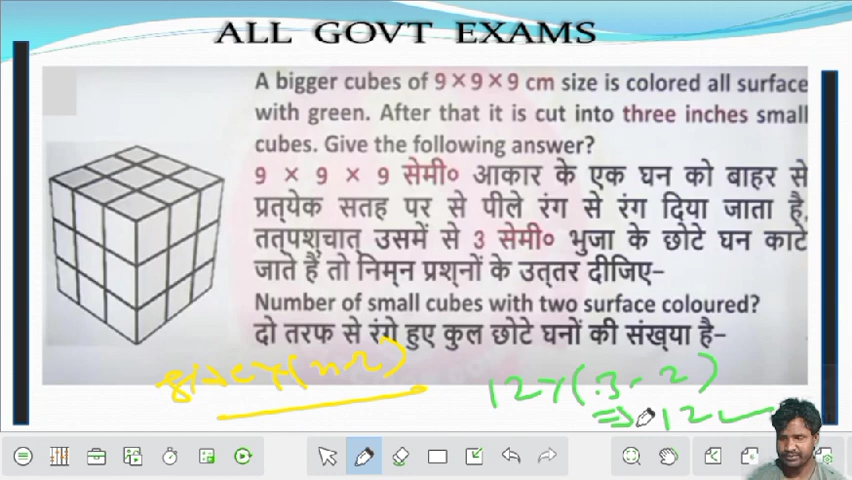 ALL GOVT EXAMS
A bigger cubes of 9×9×9 cm size is colored all surface
with green. After that it is cut into three inches small
cubes. Give the following answer?
9 × 9 × 9 सेमी० आकार के एक घन को बाहर से
प्रत्येक सतह पर से पीले रंग से रंग दिया जाता है,
तत्पश्चात् उसमें से 3 सेमी० भुजा के छोटे घन काटे
जाते हैं तो निम्न प्रश्नों के उत्तर दीजिए–
Number of small cubes with two surface coloured?
दो तरफ से रंगे हुए कुल छोटे घनों की संख्या है–
12×(3-2)
⇒ 12